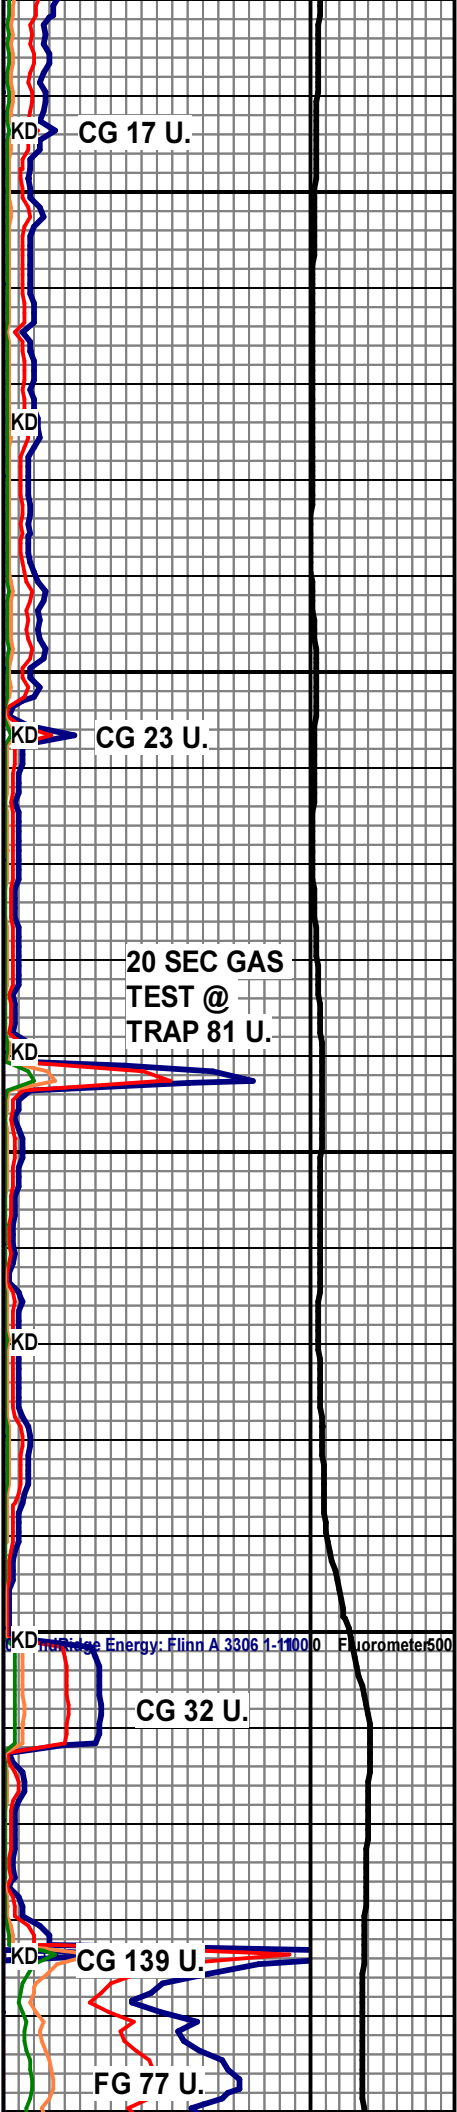 KD
CG 17 U.
KD
KD
CG 23 U.
20 SEC GAS
TEST @
TRAP 81 U.
KD
KD
KD
Energy: Flinn A 3306 1-11
0 Fluorometer 500
CG 32 U.
KD
CG 139 U.
FG 77 U.